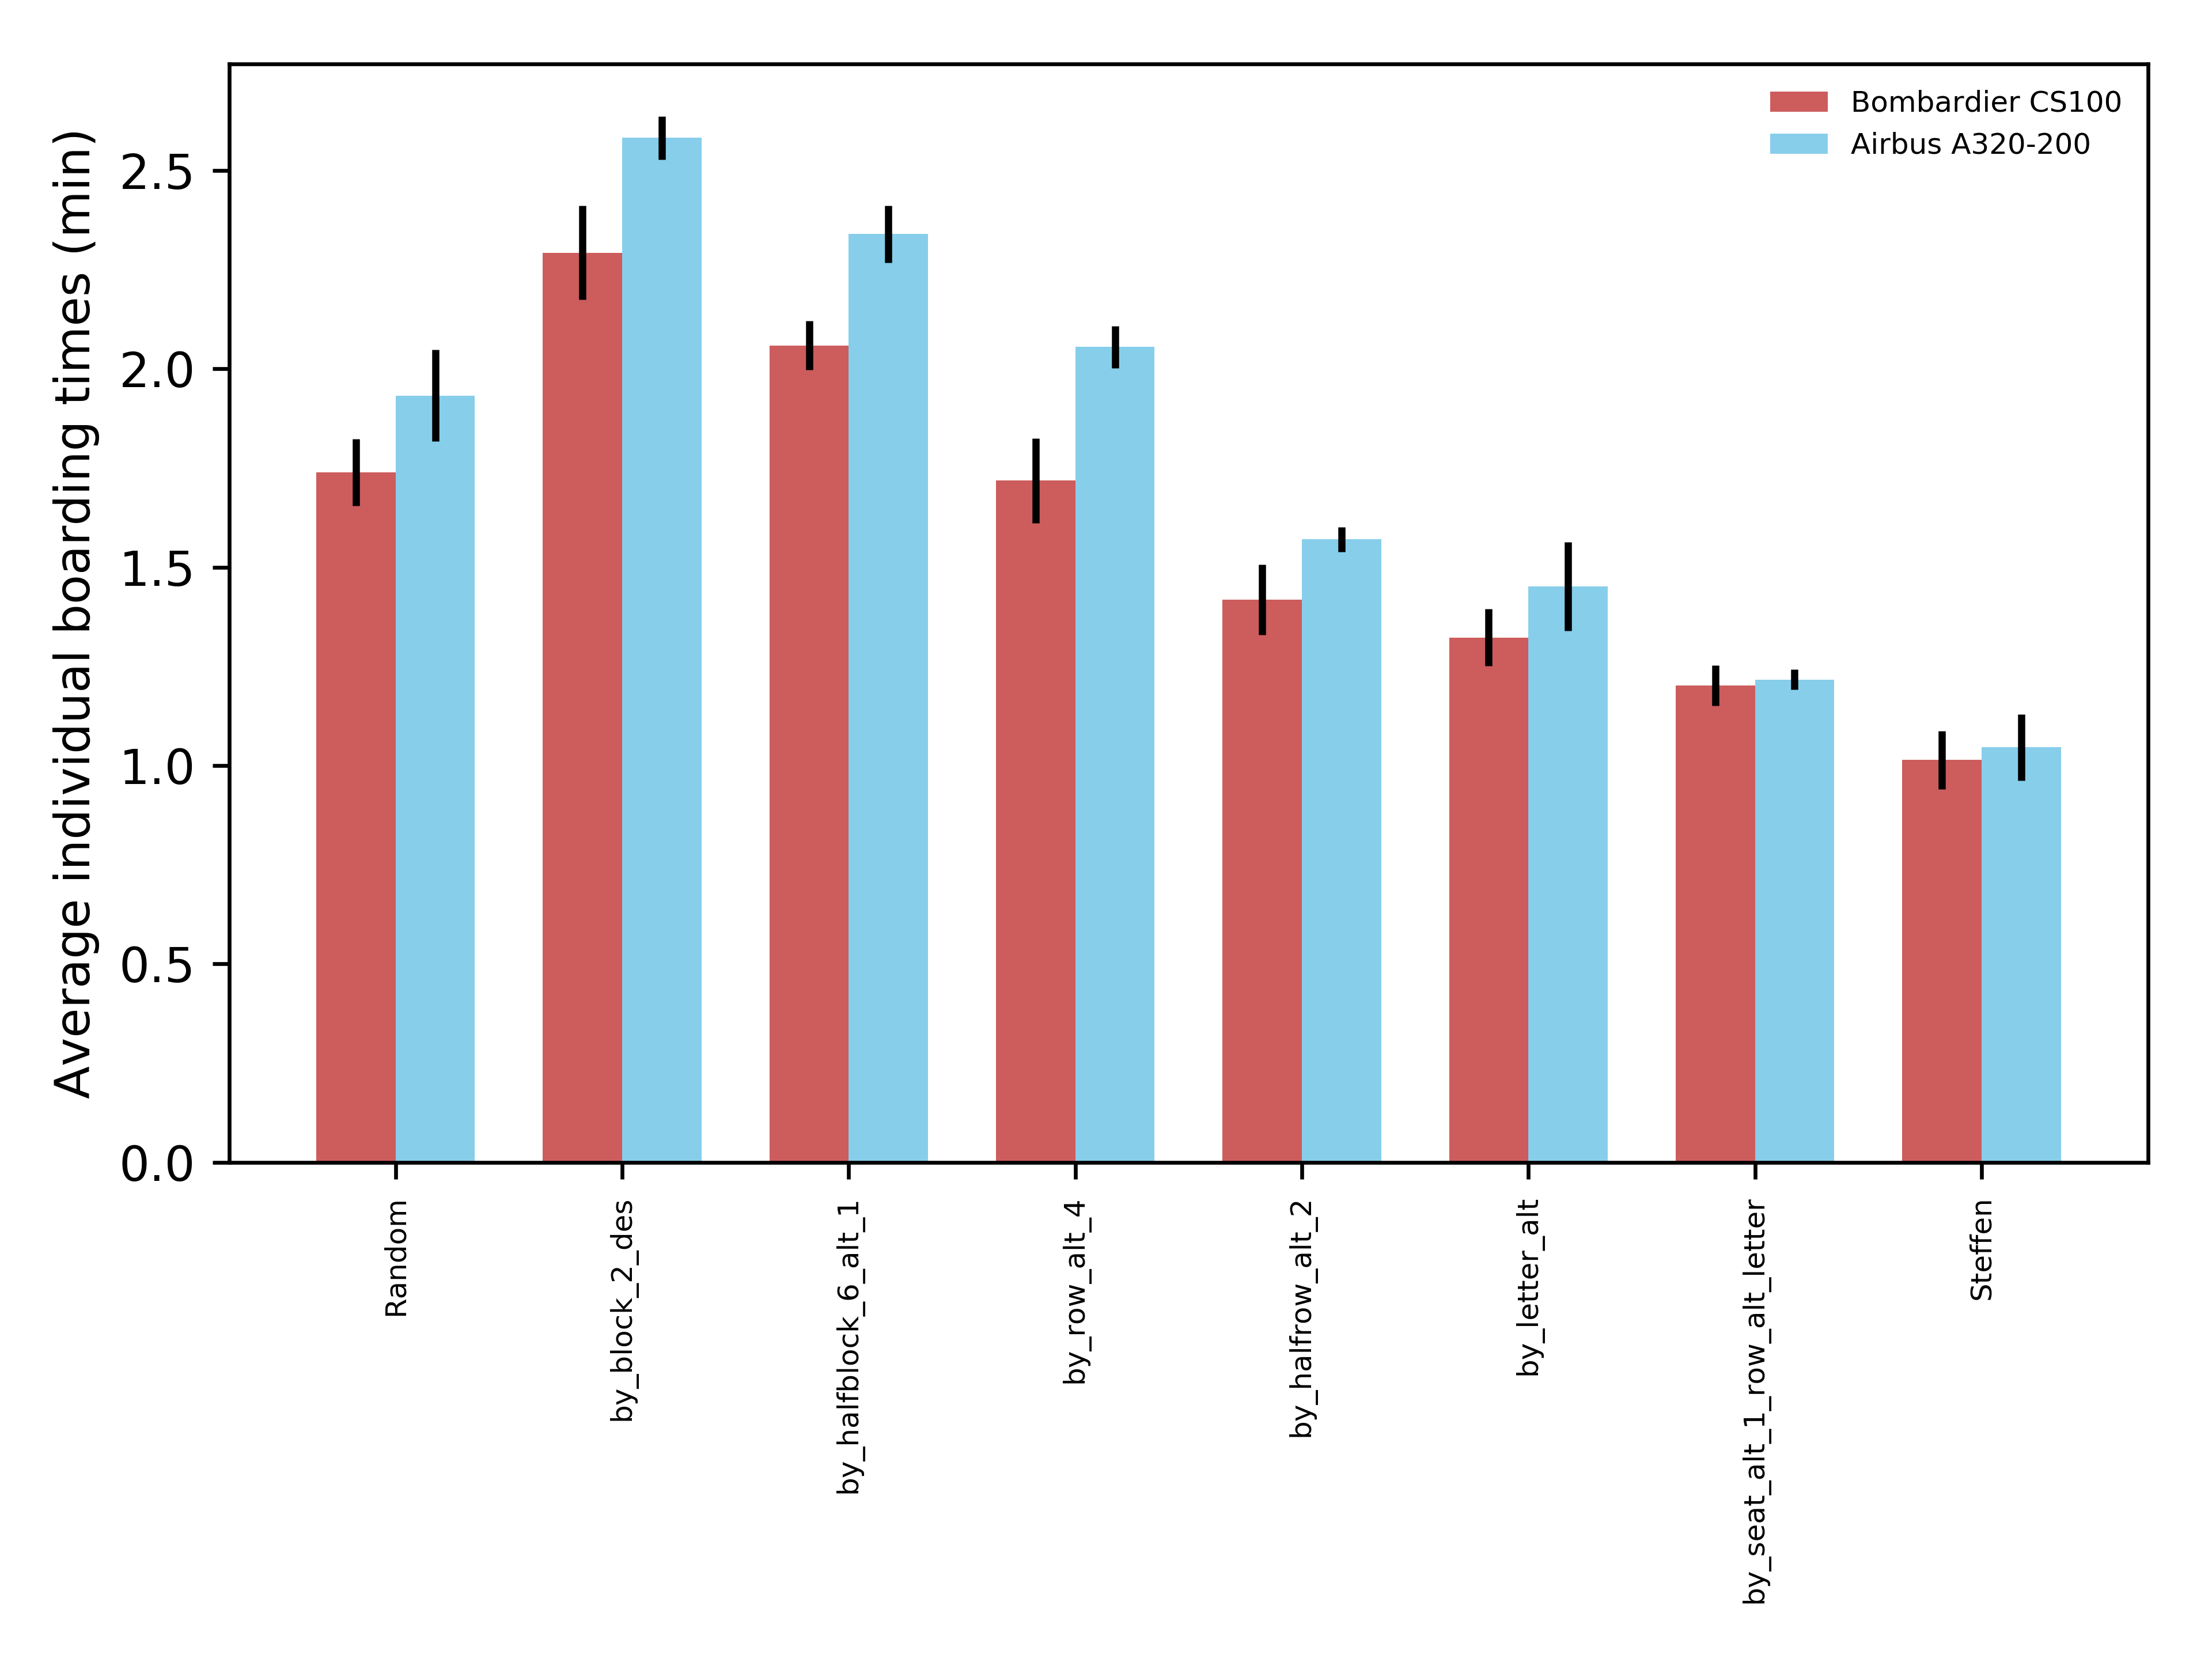 Average individual boarding times (min)
2.5
2.0
1.5
1.0
0.5
0.0
Bombardier CS100
Airbus A320-200
Random
by_block_2_des
by_halfblock_6_alt_1
by_row_alt_4
by_halfrow_alt_2
by_letter_alt
by_seat_alt_1_row_alt_letter
Steffen